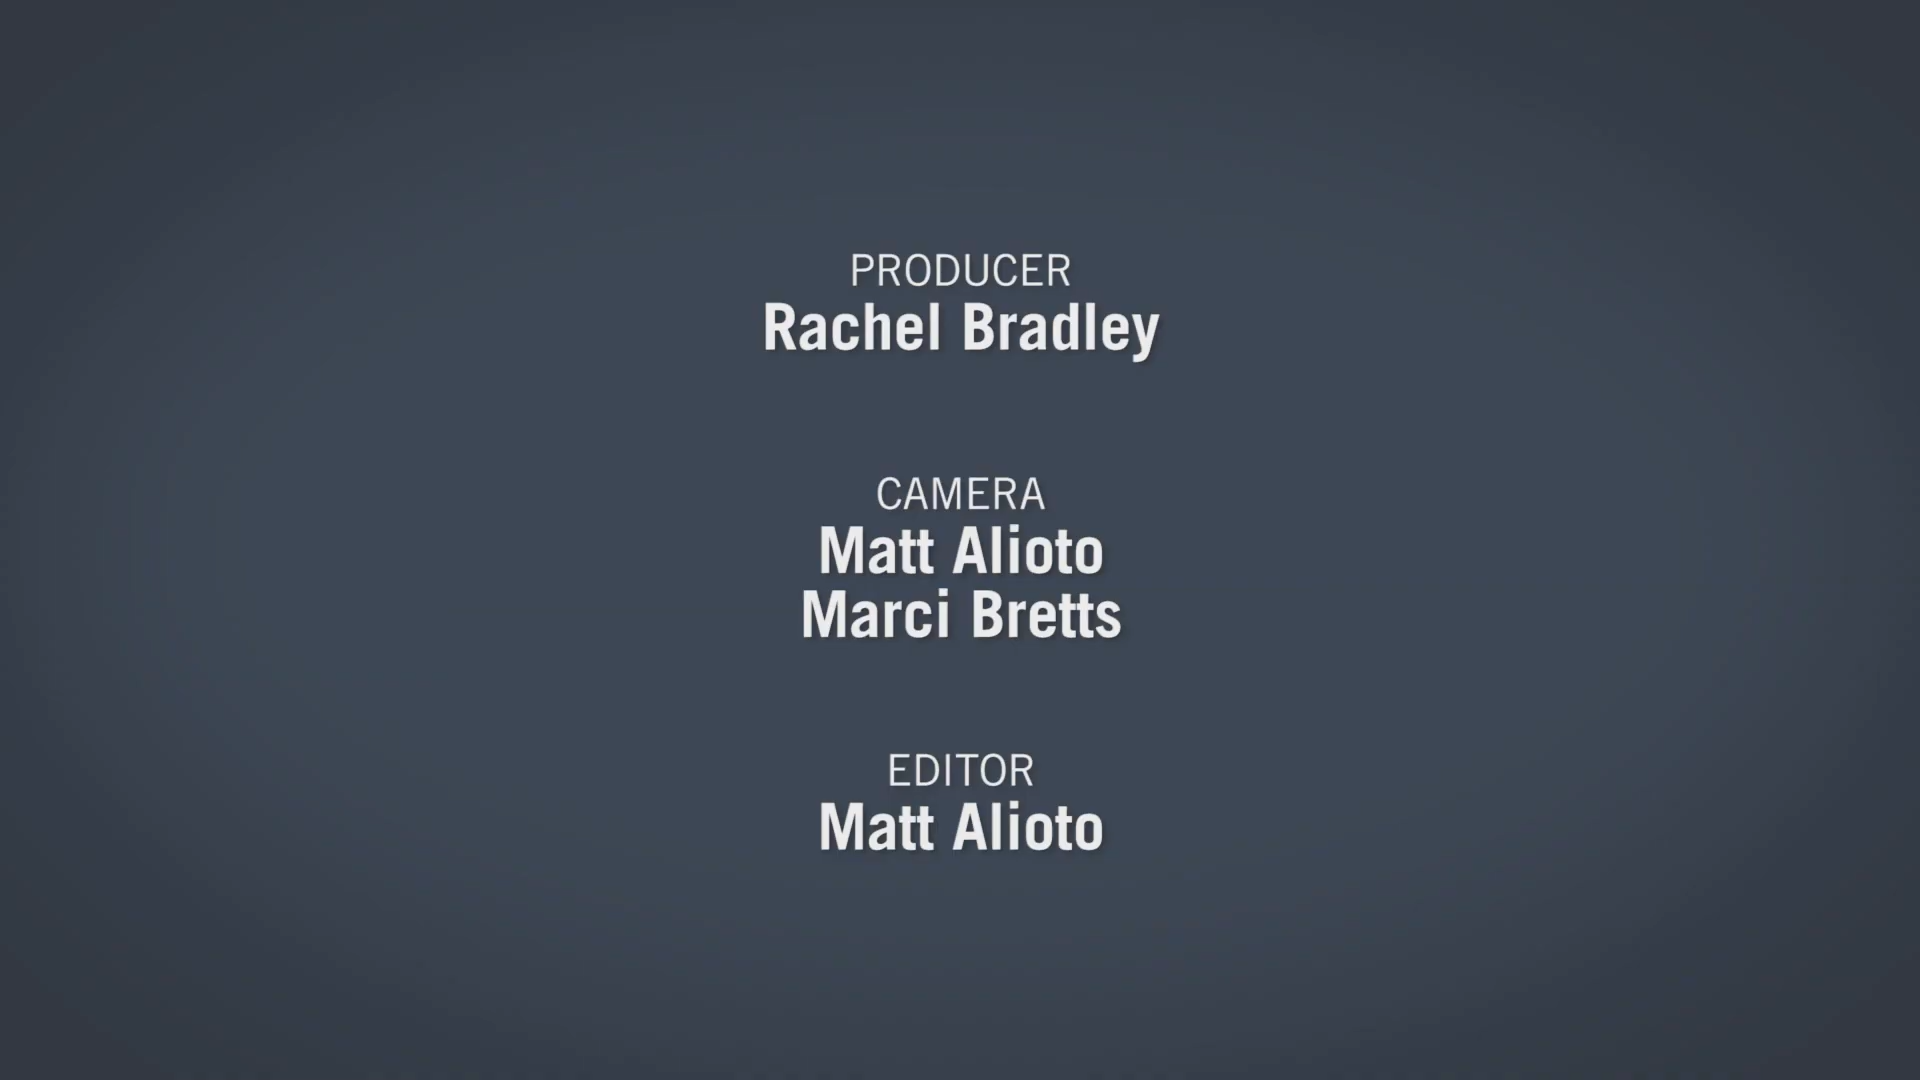 PRODUCER
Rachel Bradley
CAMERA
Matt Alioto
Marci Bretts
EDITOR
Matt Alioto